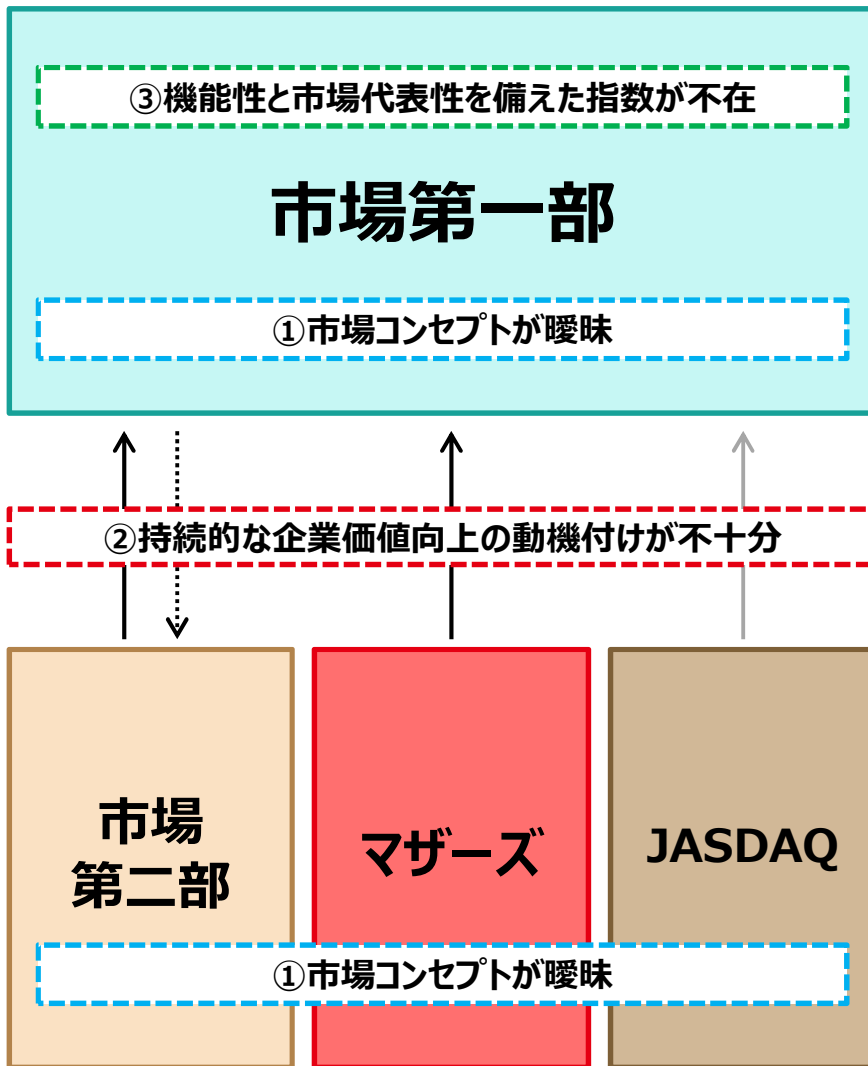 ③機能性と市場代表性を備えた指数が不在
市場第一部
①市場コンセプトが曖昧
②持続的な企業価値向上の動機付けが不十分
市場
第二部
マザーズ
JASDAQ
①市場コンセプトが曖昧